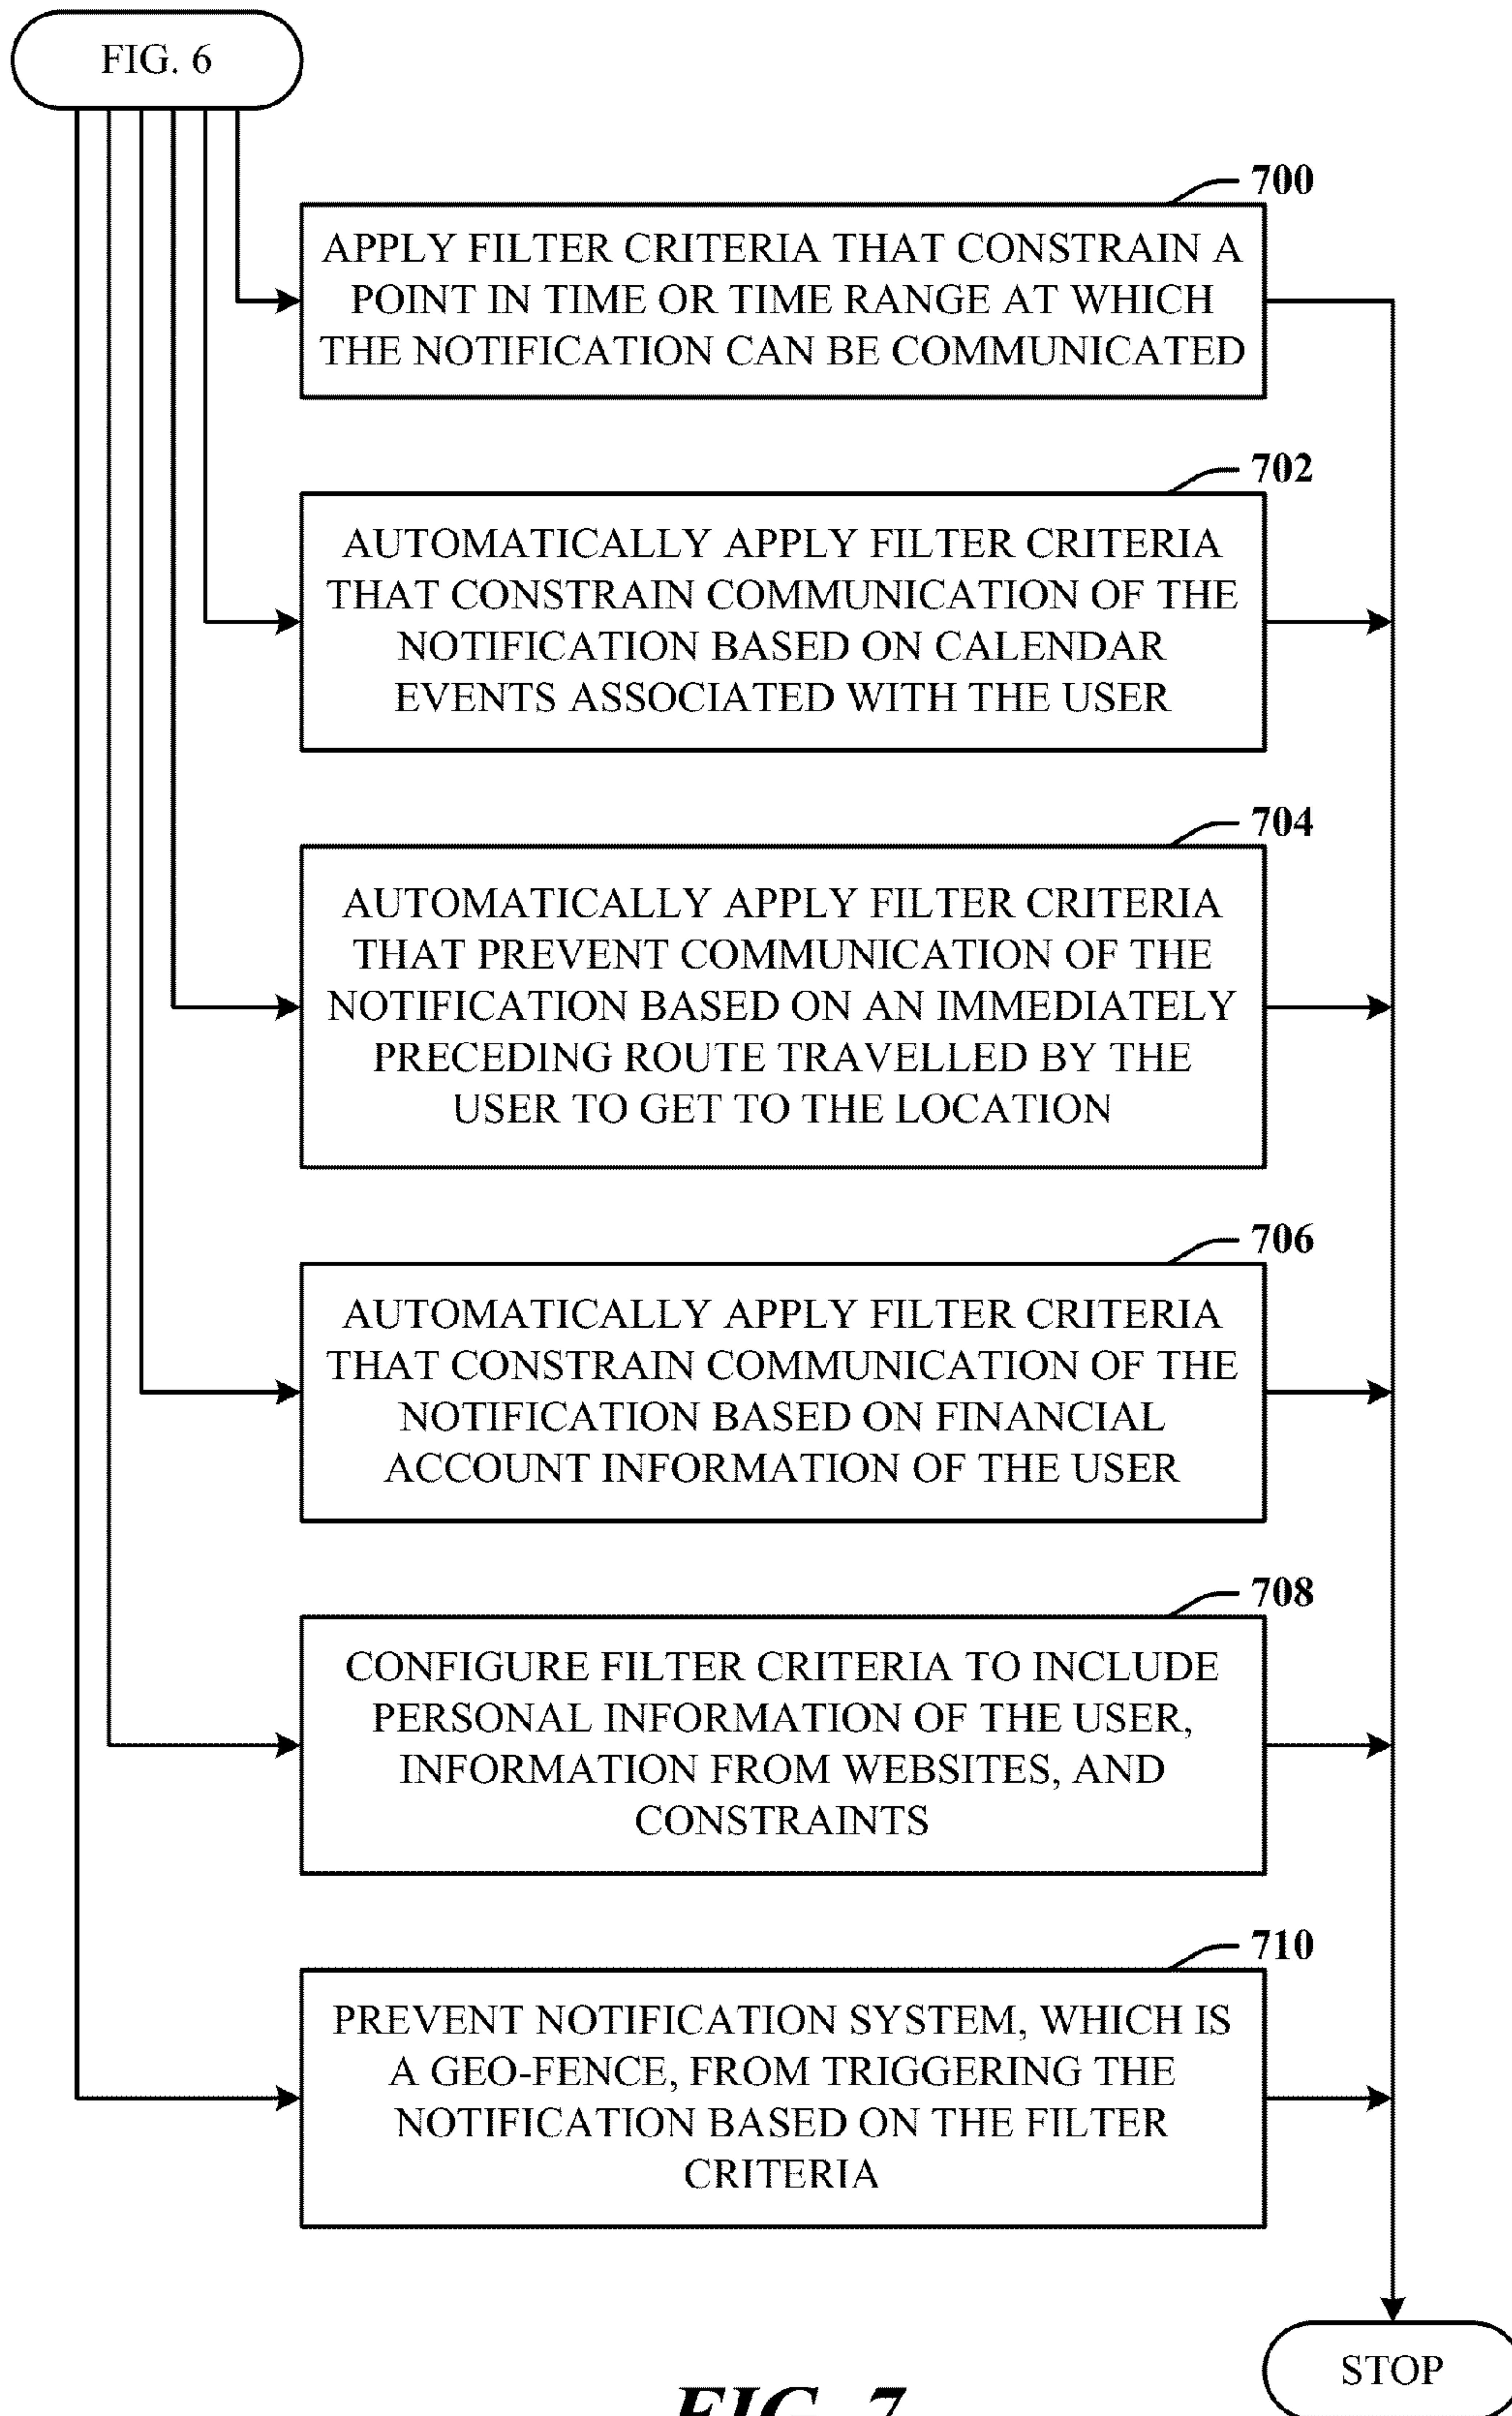 FIG. 6
700
APPLY FILTER CRITERIA THAT CONSTRAIN A
POINT IN TIME OR TIME RANGE AT WHICH
THE NOTIFICATION CAN BE COMMUNICATED
702
AUTOMATICALLY APPLY FILTER CRITERIA
THAT CONSTRAIN COMMUNICATION OF THE
NOTIFICATION BASED ON CALENDAR
EVENTS ASSOCIATED WITH THE USER
704
AUTOMATICALLY APPLY FILTER CRITERIA
THAT PREVENT COMMUNICATION OF THE
NOTIFICATION BASED ON AN IMMEDIATELY
PRECEDING ROUTE TRAVELLED BY THE
USER TO GET TO THE LOCATION
706
AUTOMATICALLY APPLY FILTER CRITERIA
THAT CONSTRAIN COMMUNICATION OF THE
NOTIFICATION BASED ON FINANCIAL
ACCOUNT INFORMATION OF THE USER
708
CONFIGURE FILTER CRITERIA TO INCLUDE
PERSONAL INFORMATION OF THE USER,
INFORMATION FROM WEBSITES, AND
CONSTRAINTS
710
PREVENT NOTIFICATION SYSTEM, WHICH IS
A GEO-FENCE, FROM TRIGGERING THE
NOTIFICATION BASED ON THE FILTER
CRITERIA
STOP
FIG. 7